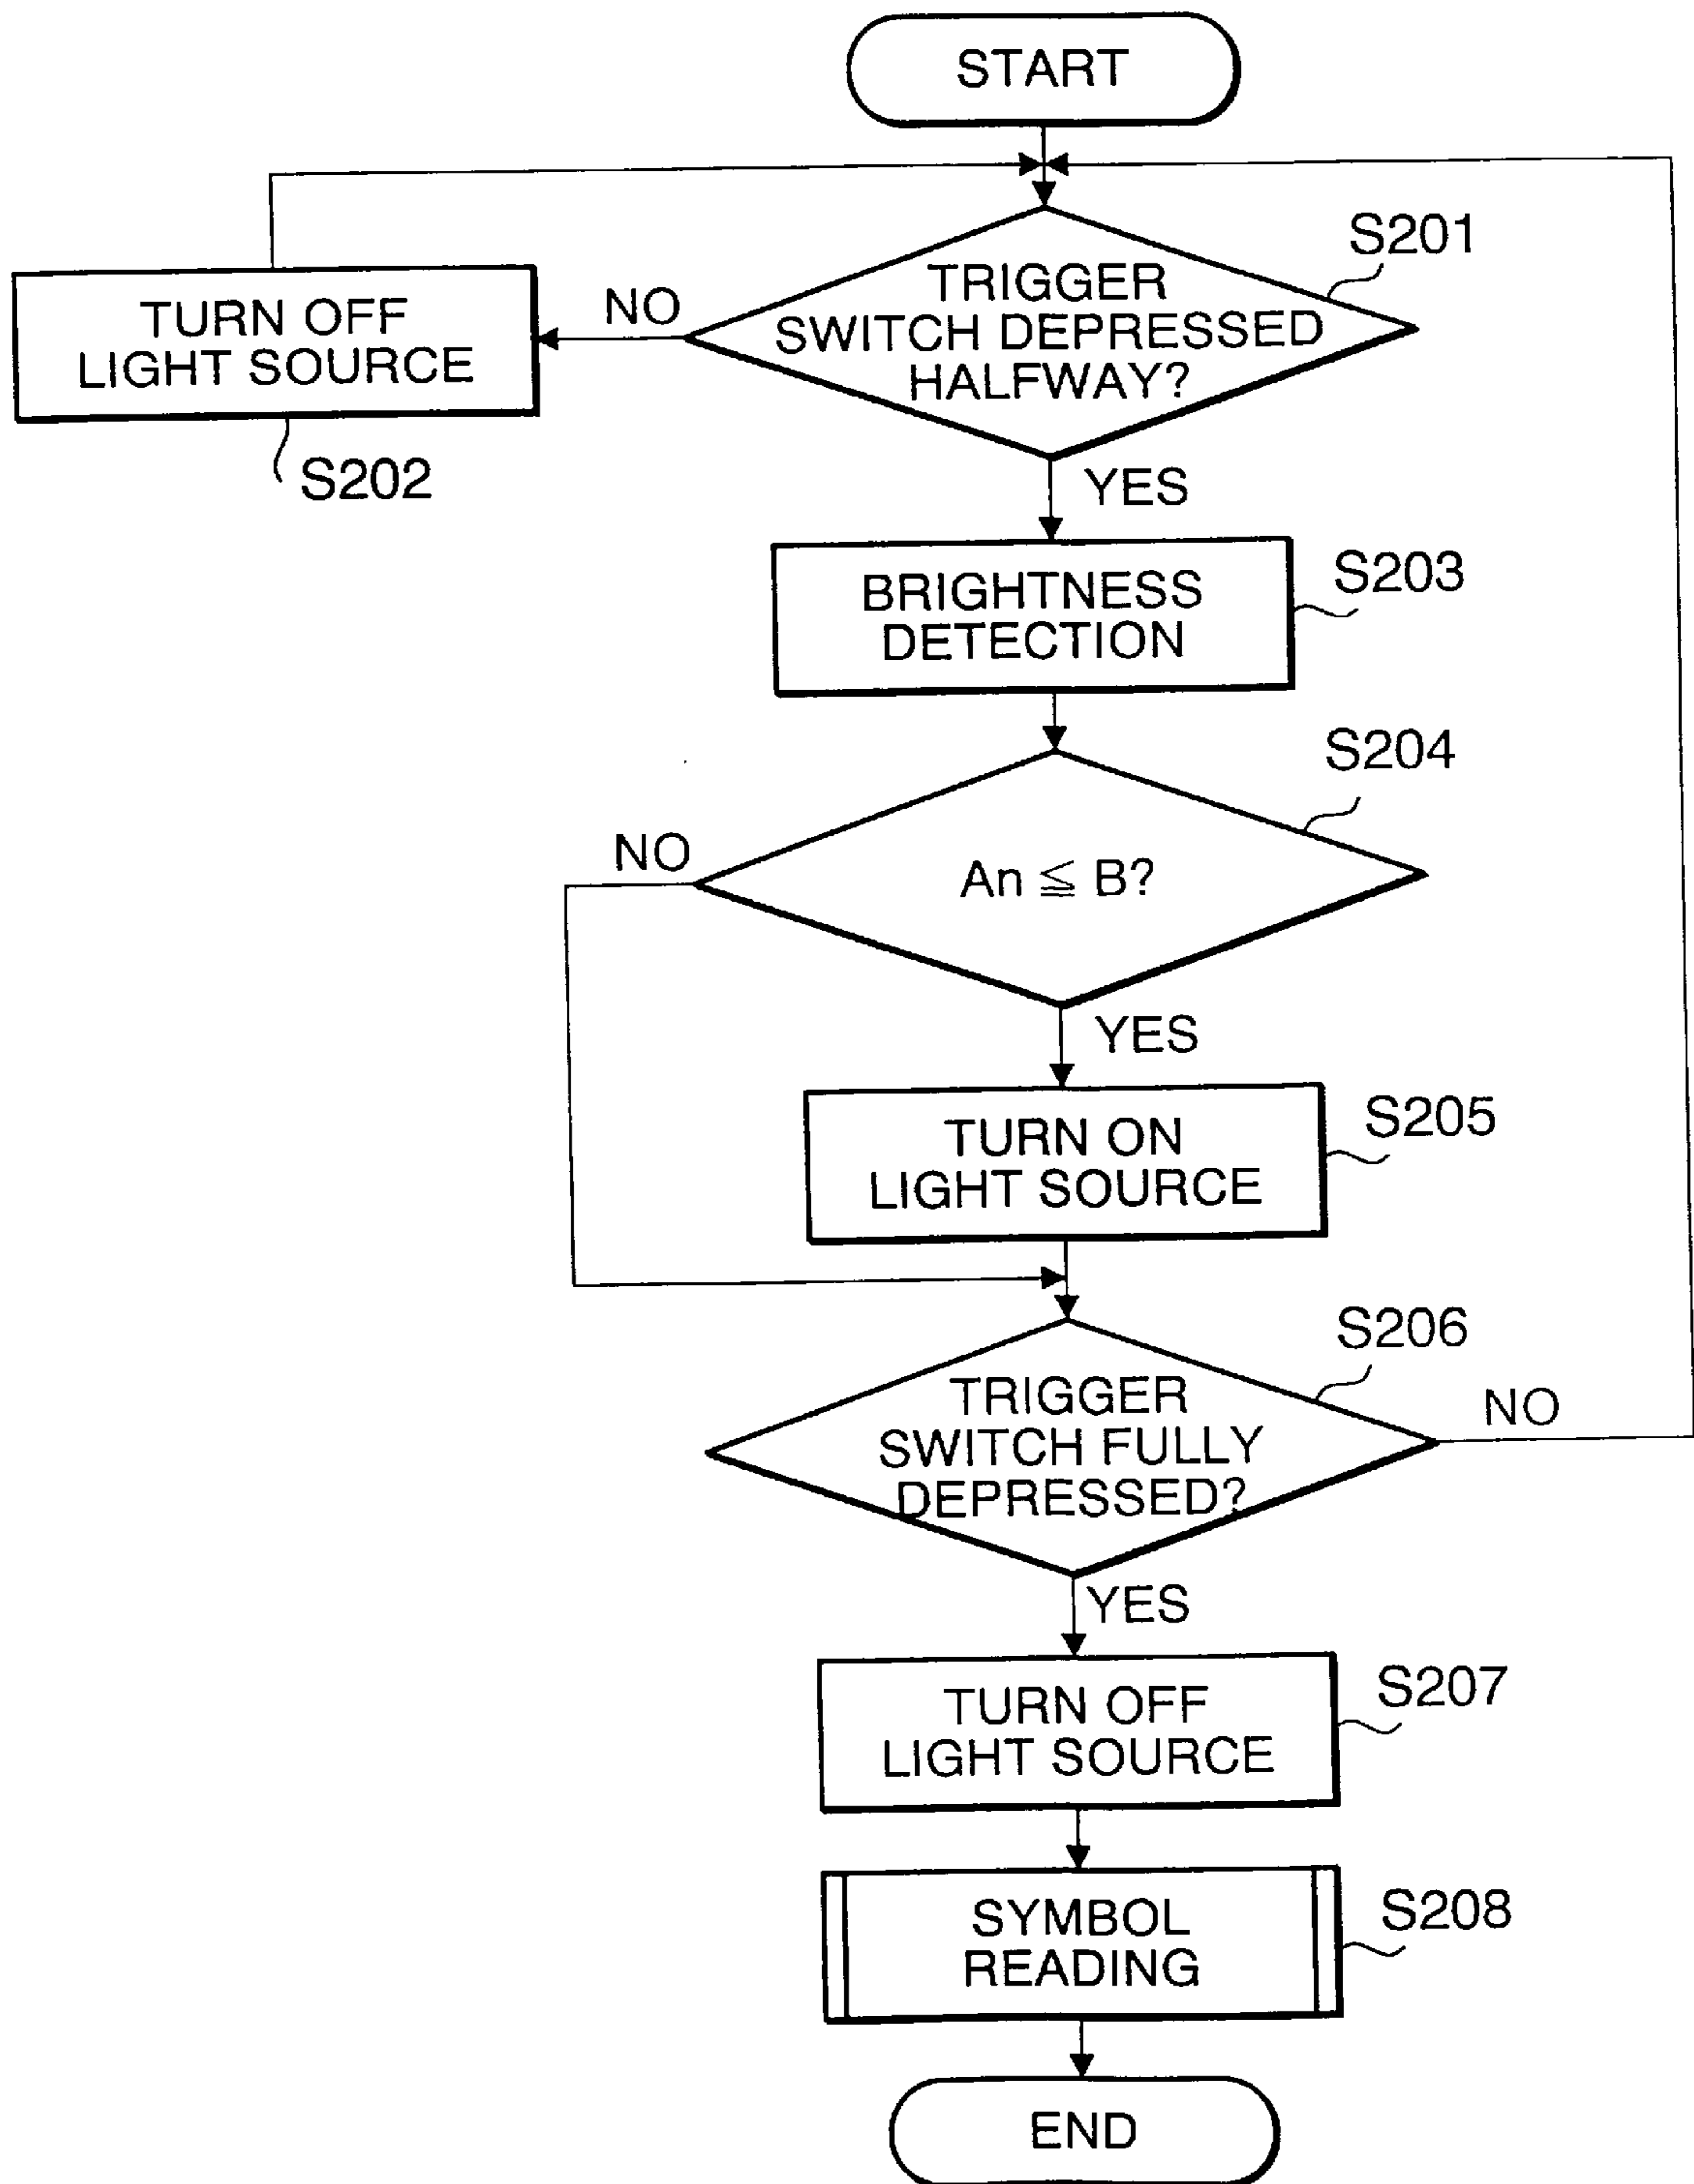 START
S201
TRIGGER
SWITCH DEPRESSED
HALFWAY?
NO
TURN OFF
LIGHT SOURCE
S202
YES
BRIGHTNESS
DETECTION
S203
S204
NO
An ≦ B?
YES
TURN ON
LIGHT SOURCE
S205
S206
TRIGGER
SWITCH FULLY
DEPRESSED?
NO
YES
TURN OFF
LIGHT SOURCE
S207
SYMBOL
READING
S208
END